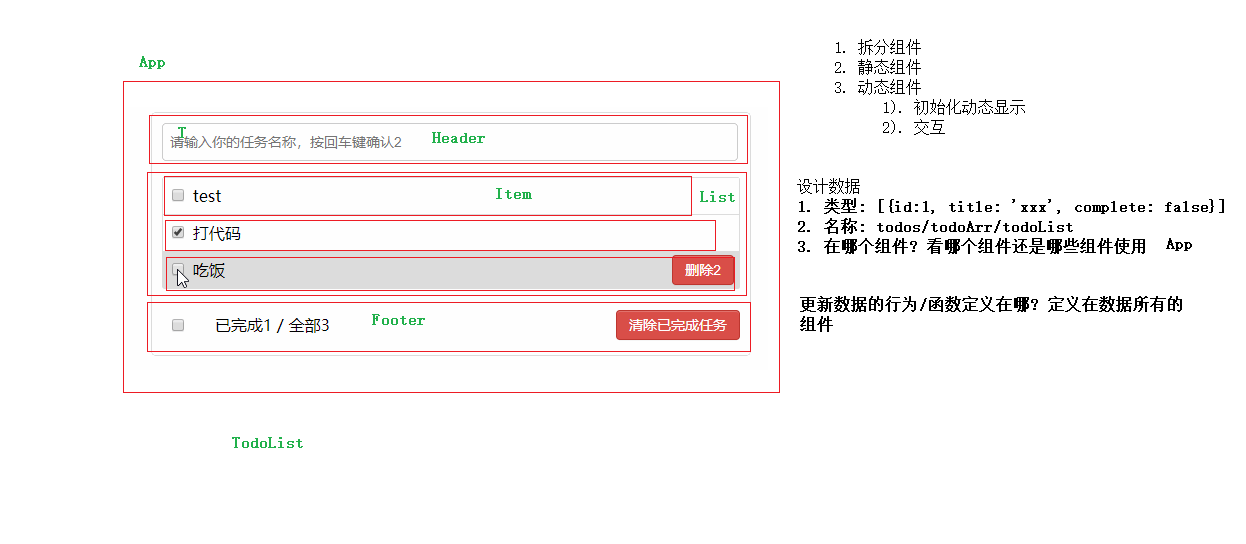 App
T
请输入你的任务名称，按回车键确认2
Header
test
Item
List
打代码
吃饭
删除2
已完成1 / 全部3
Footer
清除已完成任务
TodoList
1. 拆分组件
2. 静态组件
3. 动态组件
1). 初始化动态显示
2). 交互
设计数据
1. 类型: [{id:1, title: 'xxx', complete: false}]
2. 名称: todos/todoArr/todoList
3. 在哪个组件? 看哪个组件还是哪些组件使用 App
更新数据的行为/函数定义在哪? 定义在数据所有的
组件